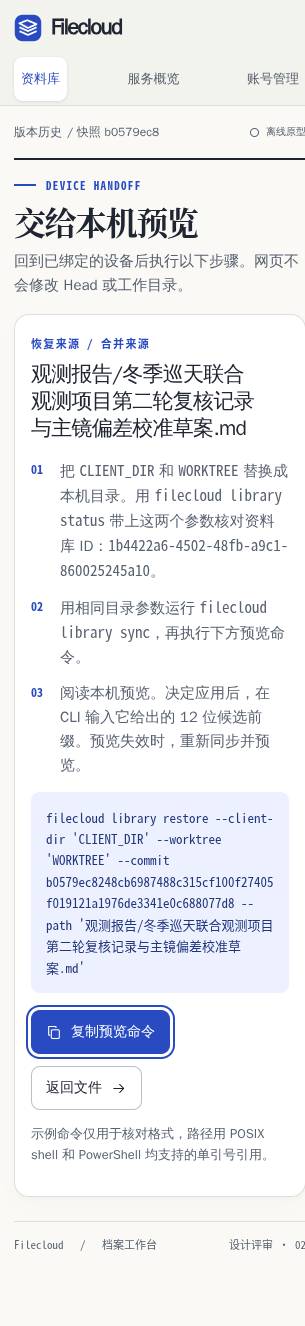 Filecloud
资料库 服务概览 账号管理
版本历史 / 快照 b0579ec8 离线原型
DEVICE HANDOFF
交给本机预览
回到已绑定的设备后执行以下步骤。网页不
会修改 Head 或工作目录。
恢复来源 / 合并来源
观测报告/冬季巡天联合
观测项目第二轮复核记录
与主镜偏差校准草案.md
01 把 CLIENT_DIR 和 WORKTREE 替换成
本机目录。用 filecloud library
status 带上这两个参数核对资料
库 ID：1b4422a6-4502-48fb-a9c1-
860025245a10。
02 用相同目录参数运行 filecloud
library sync，再执行下方预览命
令。
03 阅读本机预览。决定应用后，在
CLI 输入它给出的 12 位候选前
缀。预览失效时，重新同步并预
览。
filecloud library restore --client-
dir 'CLIENT_DIR' --worktree
'WORKTREE' --commit
b0579ec8248cb6987488c315cf100f27405
f019121a1976de3341e0c688077d8 --
path '观测报告/冬季巡天联合观测项目
第二轮复核记录与主镜偏差校准草
案.md'
复制预览命令
返回文件 →
示例命令仅用于核对格式，路径用 POSIX
shell 和 PowerShell 均支持的单引号引用。
Filecloud / 档案工作台 设计评审 · 02